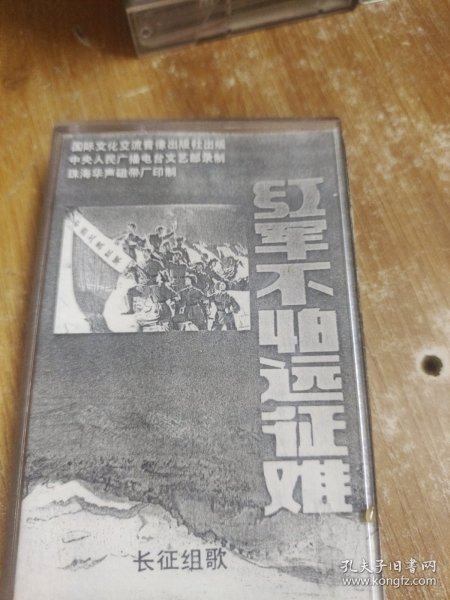 国际文化交流音像出版社出版
中央人民广播电台文艺部录制
珠海华声磁带厂印制
红军不怕远征难
长征组歌
孔夫子旧书网
www.kongfz.com